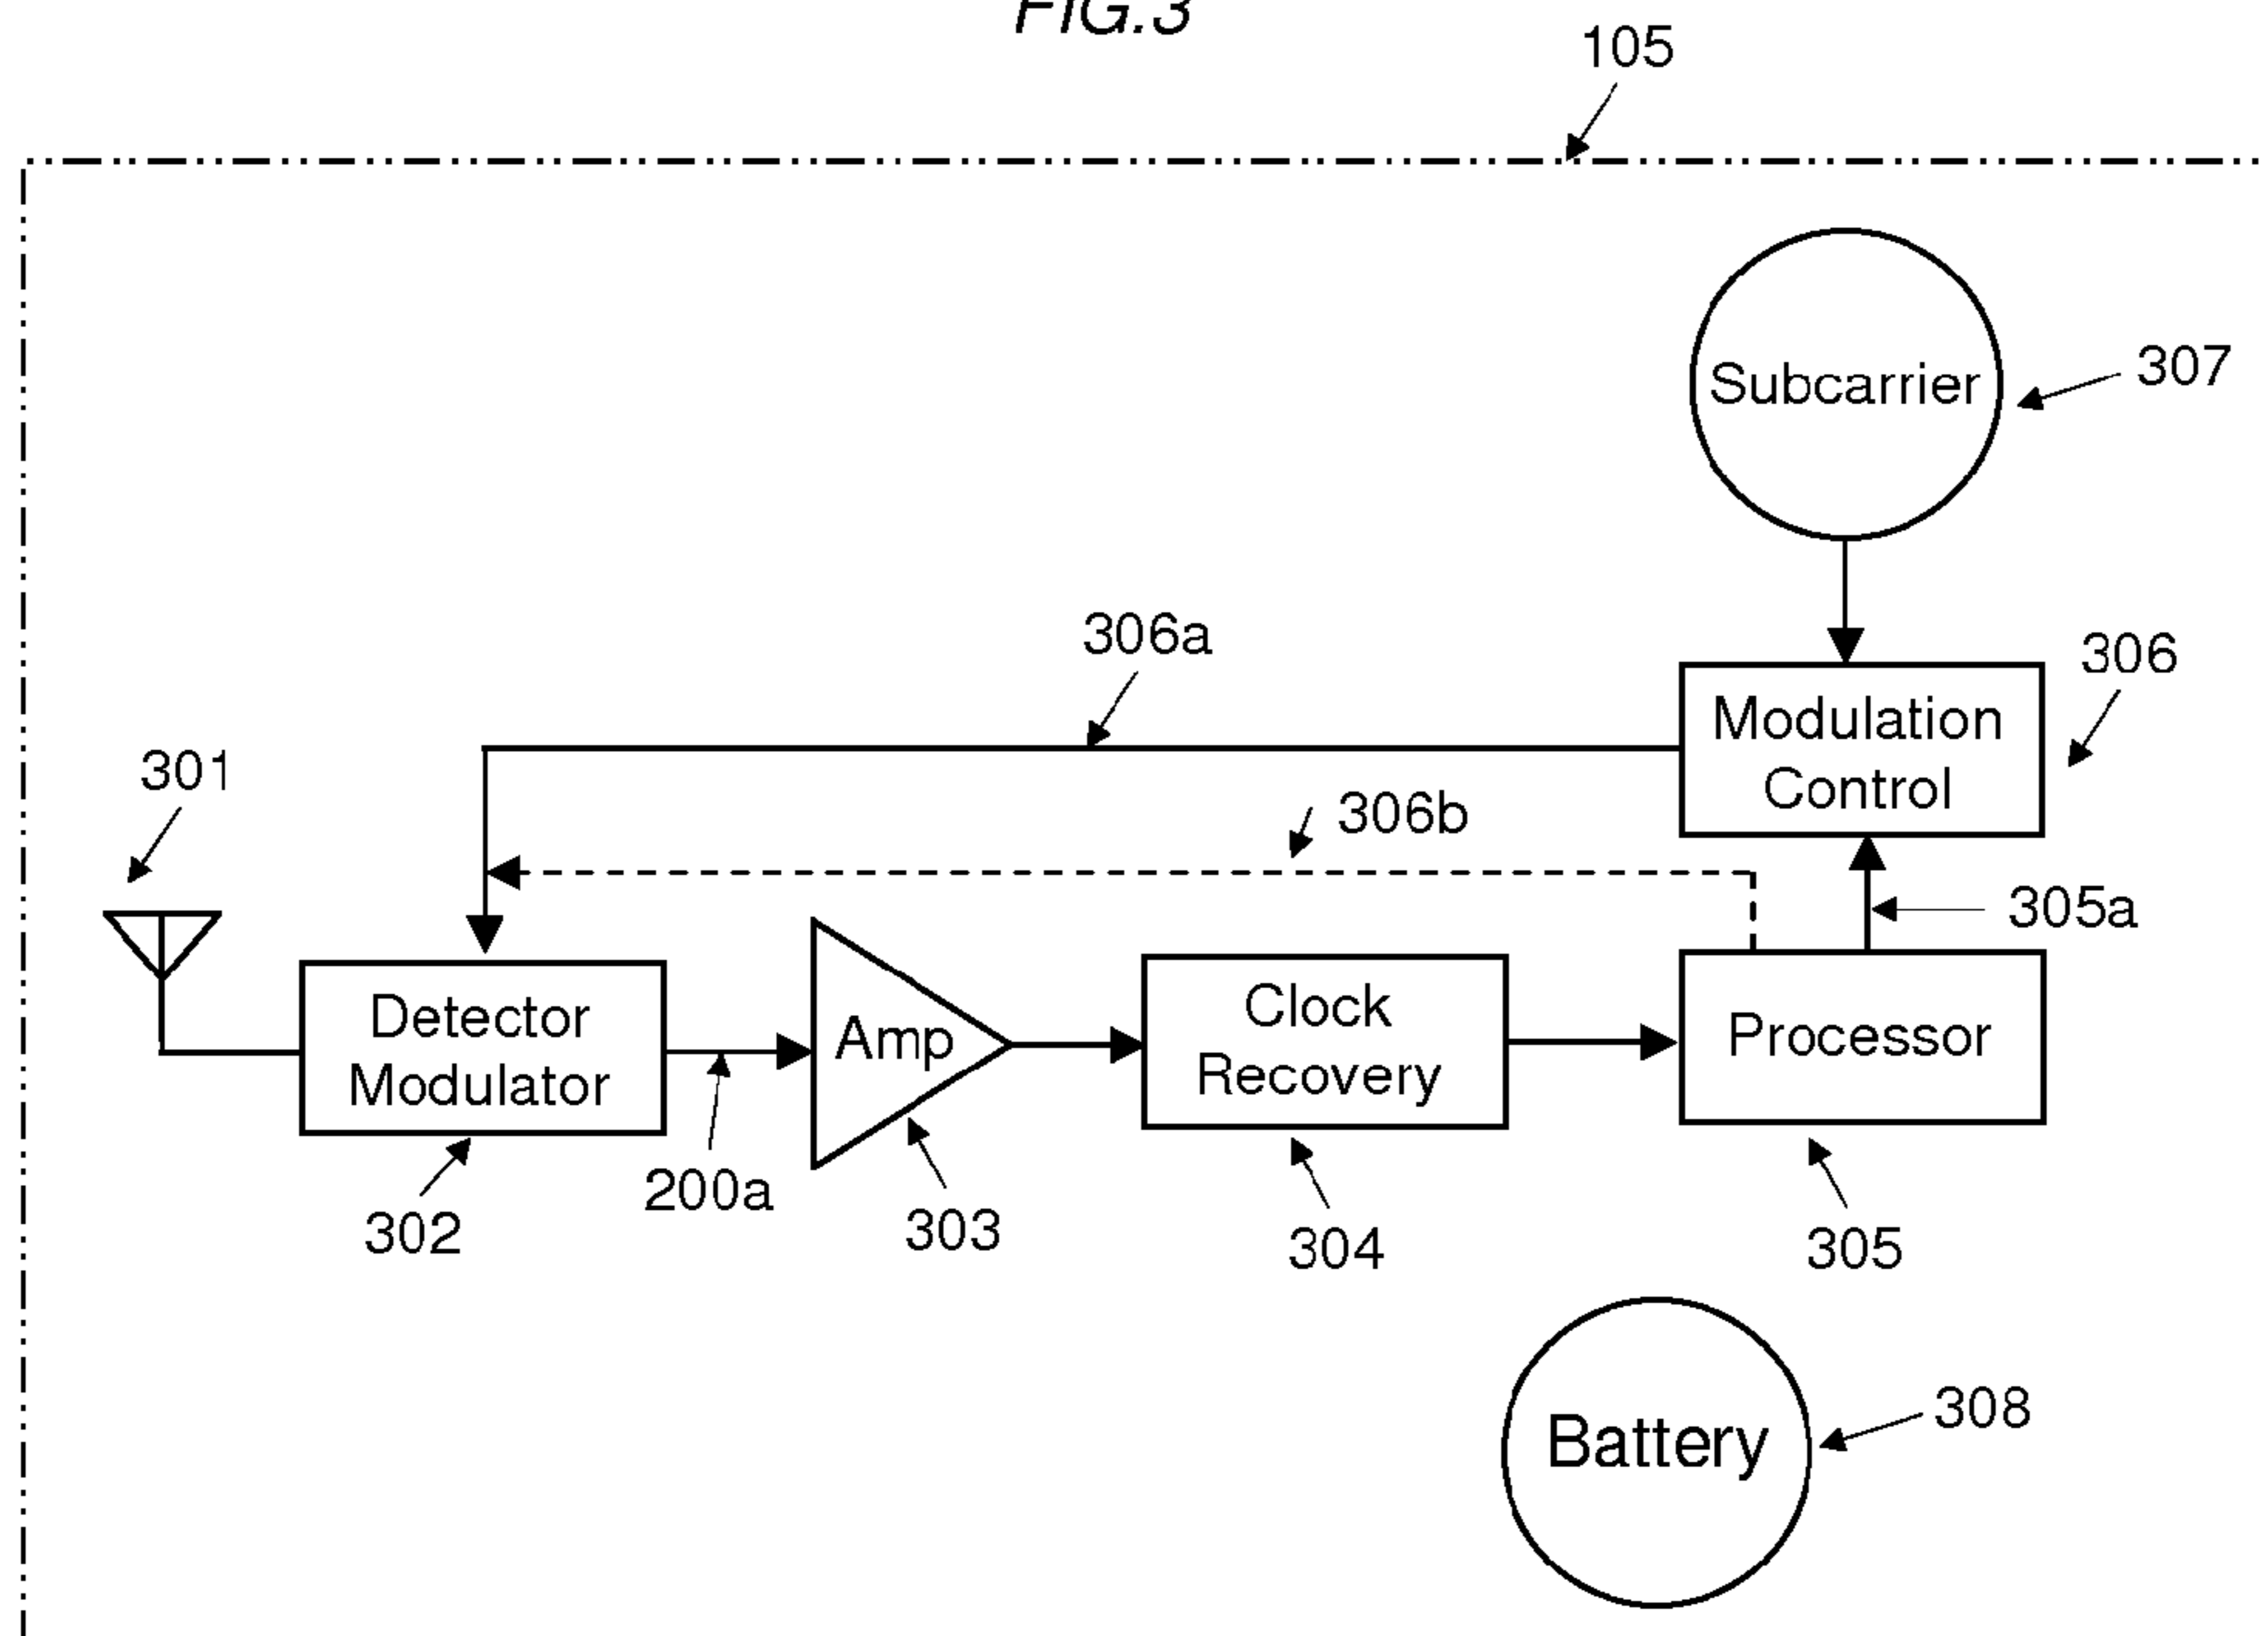 FIG.3
105
Subcarrier
307
306a
306
Modulation
Control
301
306b
305a
Detector
Modulator
Amp
Clock
Recovery
Processor
200a
302
303
304
305
Battery
308